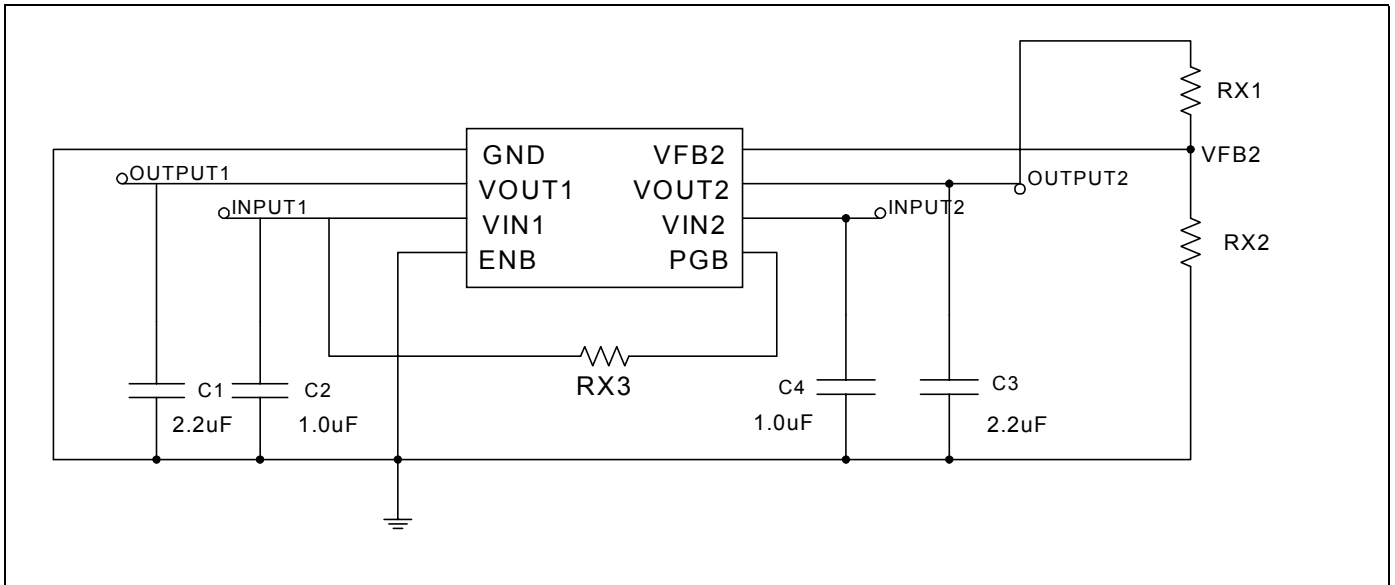 RX1
GND VFB2
VFB2
OUTPUT1
VOUT1 VOUT2
OUTPUT2
INPUT1
VIN1 VIN2
INPUT2
RX2
ENB PGB
RX3
C1 C2 C4 C3
2.2uF 1.0uF 1.0uF 2.2uF